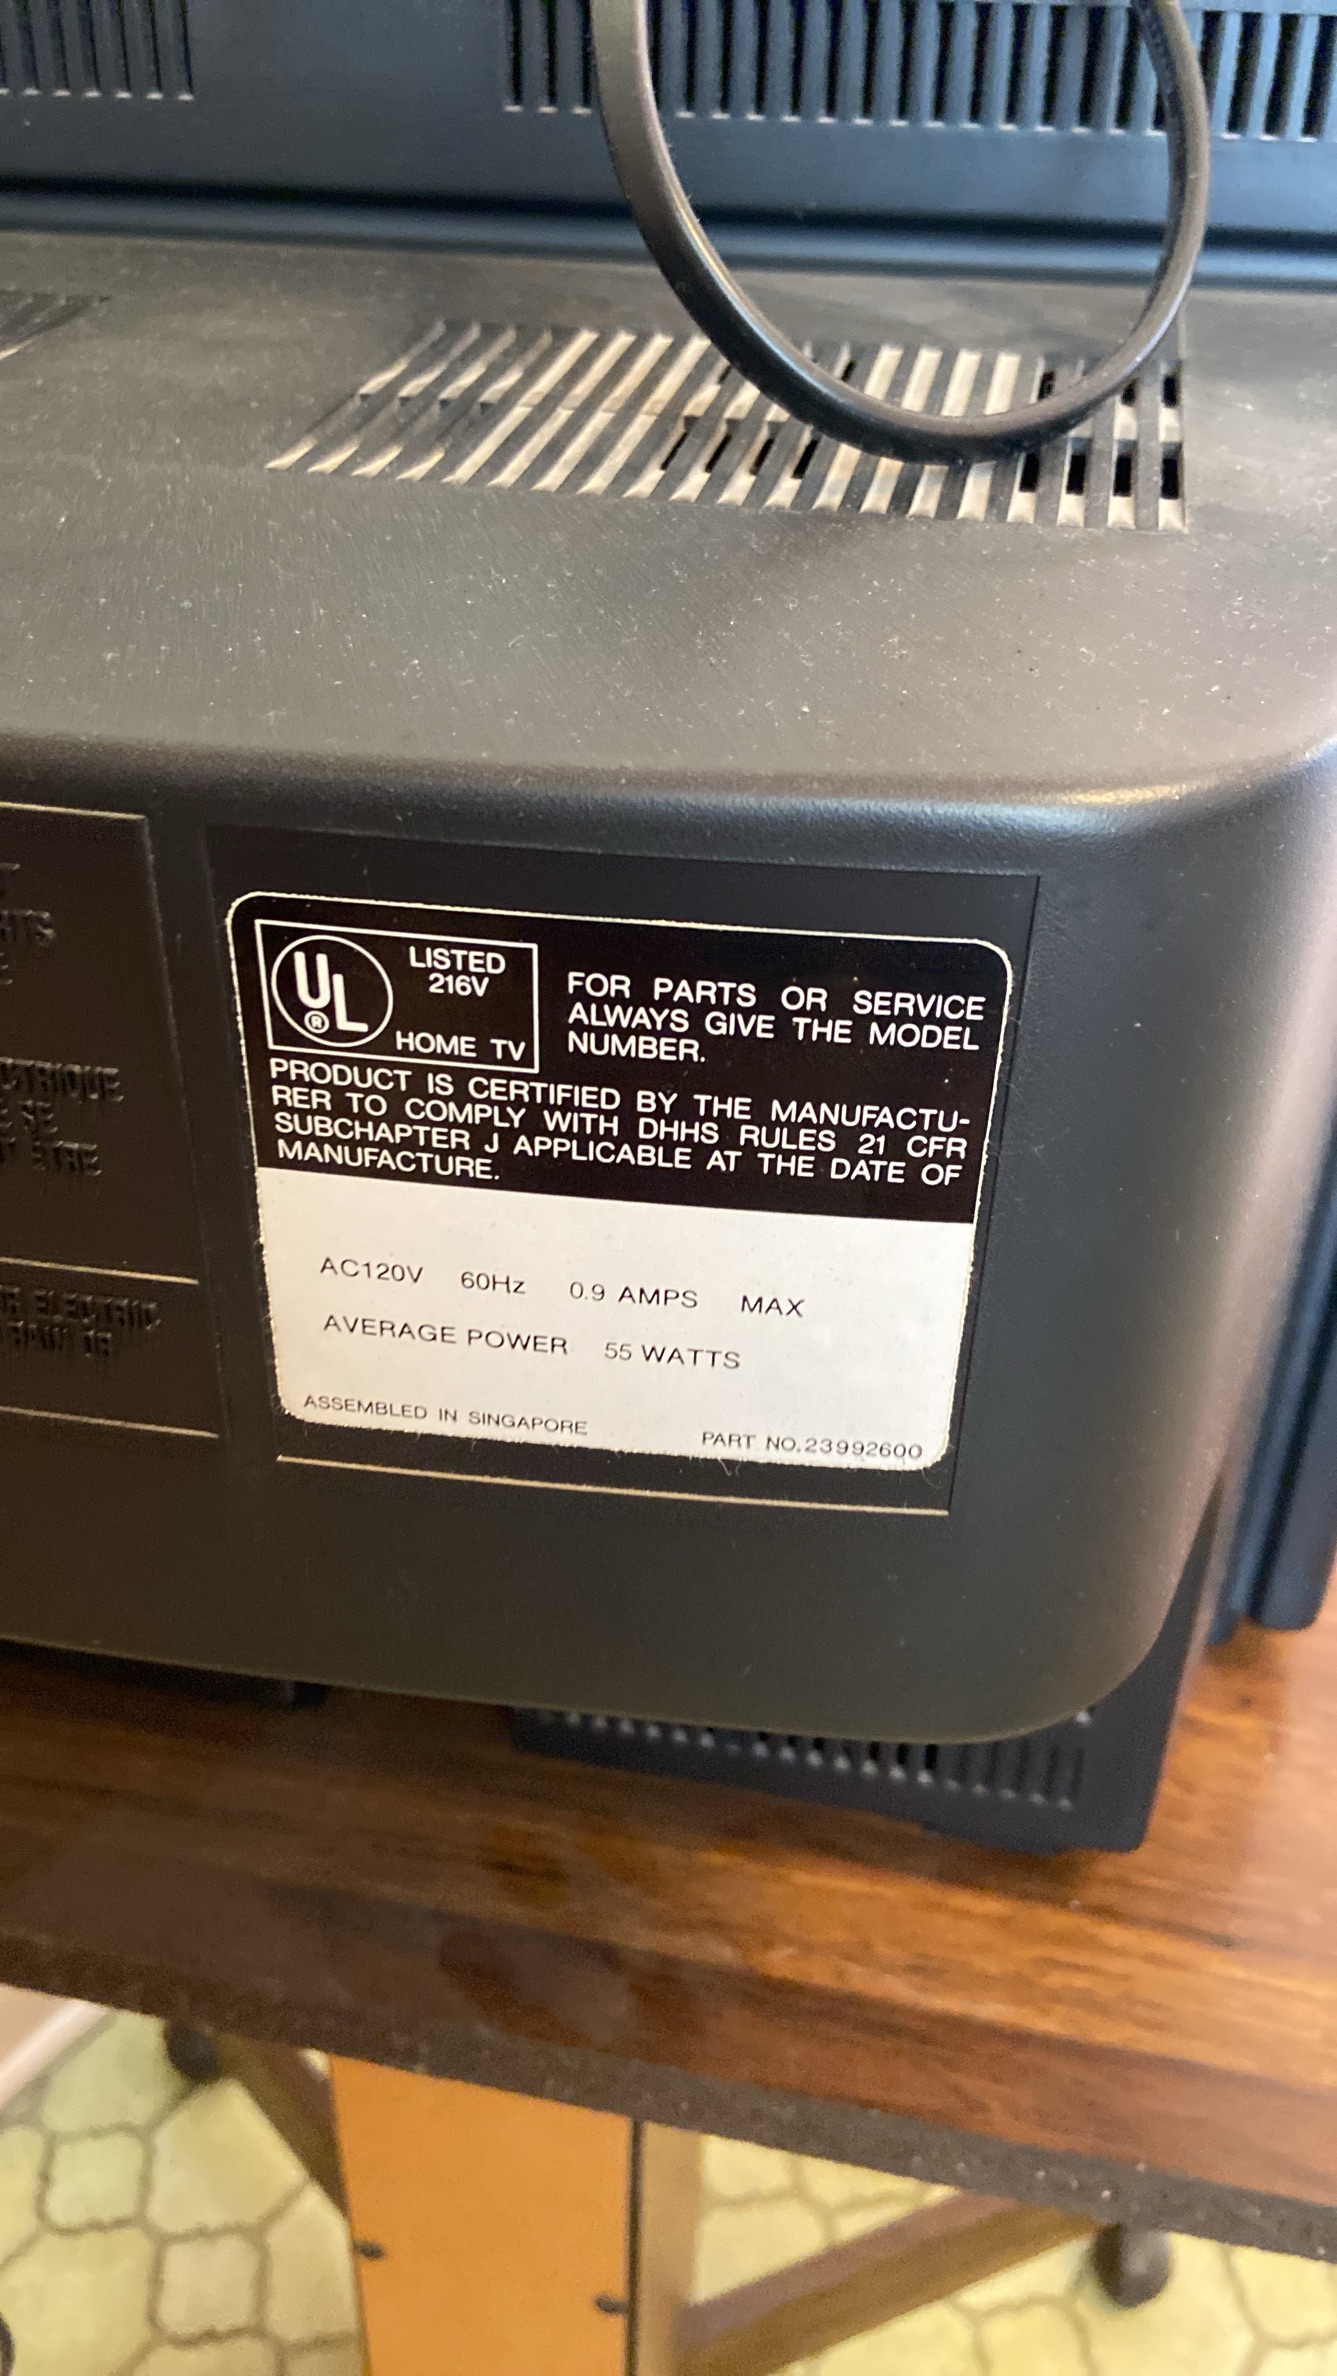 UL
®
LISTED
216V
HOME TV
FOR PARTS OR SERVICE
ALWAYS GIVE THE MODEL
NUMBER.
PRODUCT IS CERTIFIED BY THE MANUFACTU-
RER TO COMPLY WITH DHHS RULES 21 CFR
SUBCHAPTER J APPLICABLE AT THE DATE OF
MANUFACTURE.
AC120V 60Hz 0.9 AMPS MAX
AVERAGE POWER 55 WATTS
ASSEMBLED IN SINGAPORE PART NO.23992600